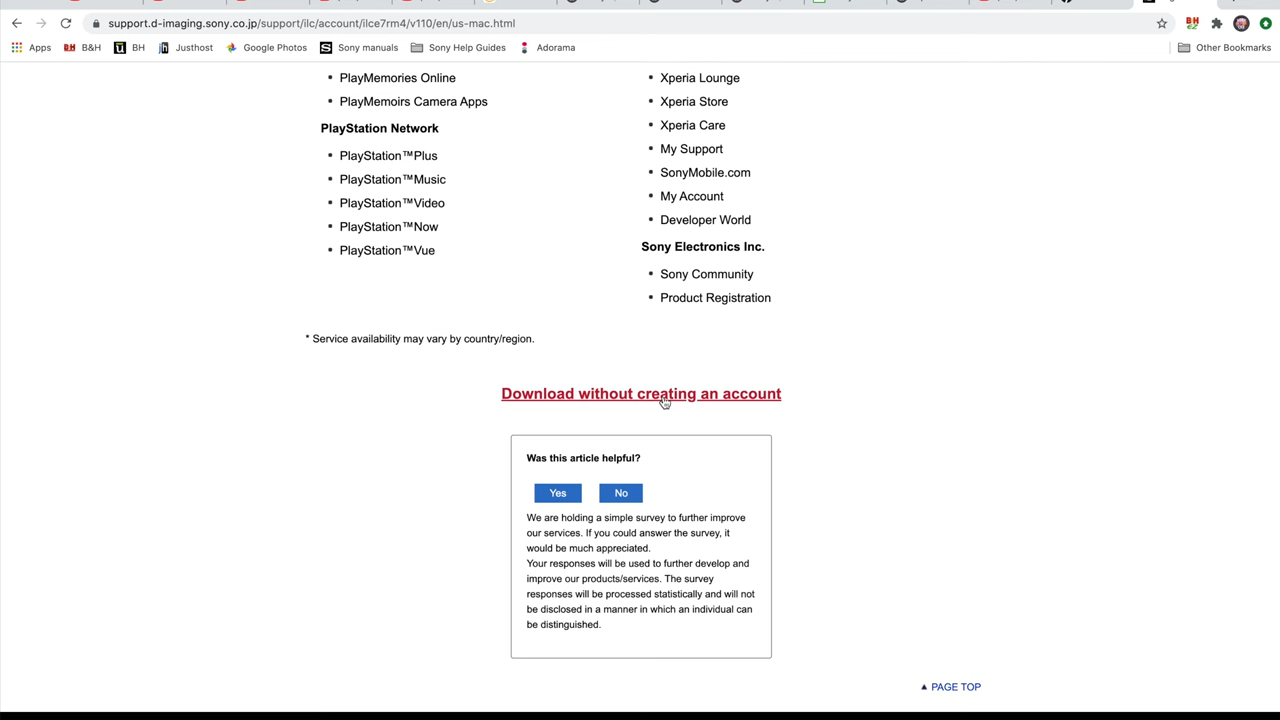 support.d-imaging.sony.co.jp/support/ilc/account/ilce7rm4/v110/en/us-mac.html
Apps B&H BH Justhost Google Photos Sony manuals Sony Help Guides Adorama Other Bookmarks
PlayMemories Online
PlayMemoirs Camera Apps
PlayStation Network
PlayStation™Plus
PlayStation™Music
PlayStation™Video
PlayStation™Now
PlayStation™Vue
Xperia Lounge
Xperia Store
Xperia Care
My Support
SonyMobile.com
My Account
Developer World
Sony Electronics Inc.
Sony Community
Product Registration
* Service availability may vary by country/region.
Download without creating an account
Was this article helpful?
Yes No
We are holding a simple survey to further improve
our services. If you could answer the survey, it
would be much appreciated.
Your responses will be used to further develop and
improve our products/services. The survey
responses will be processed statistically and will not
be disclosed in a manner in which an individual can
be distinguished.
PAGE TOP